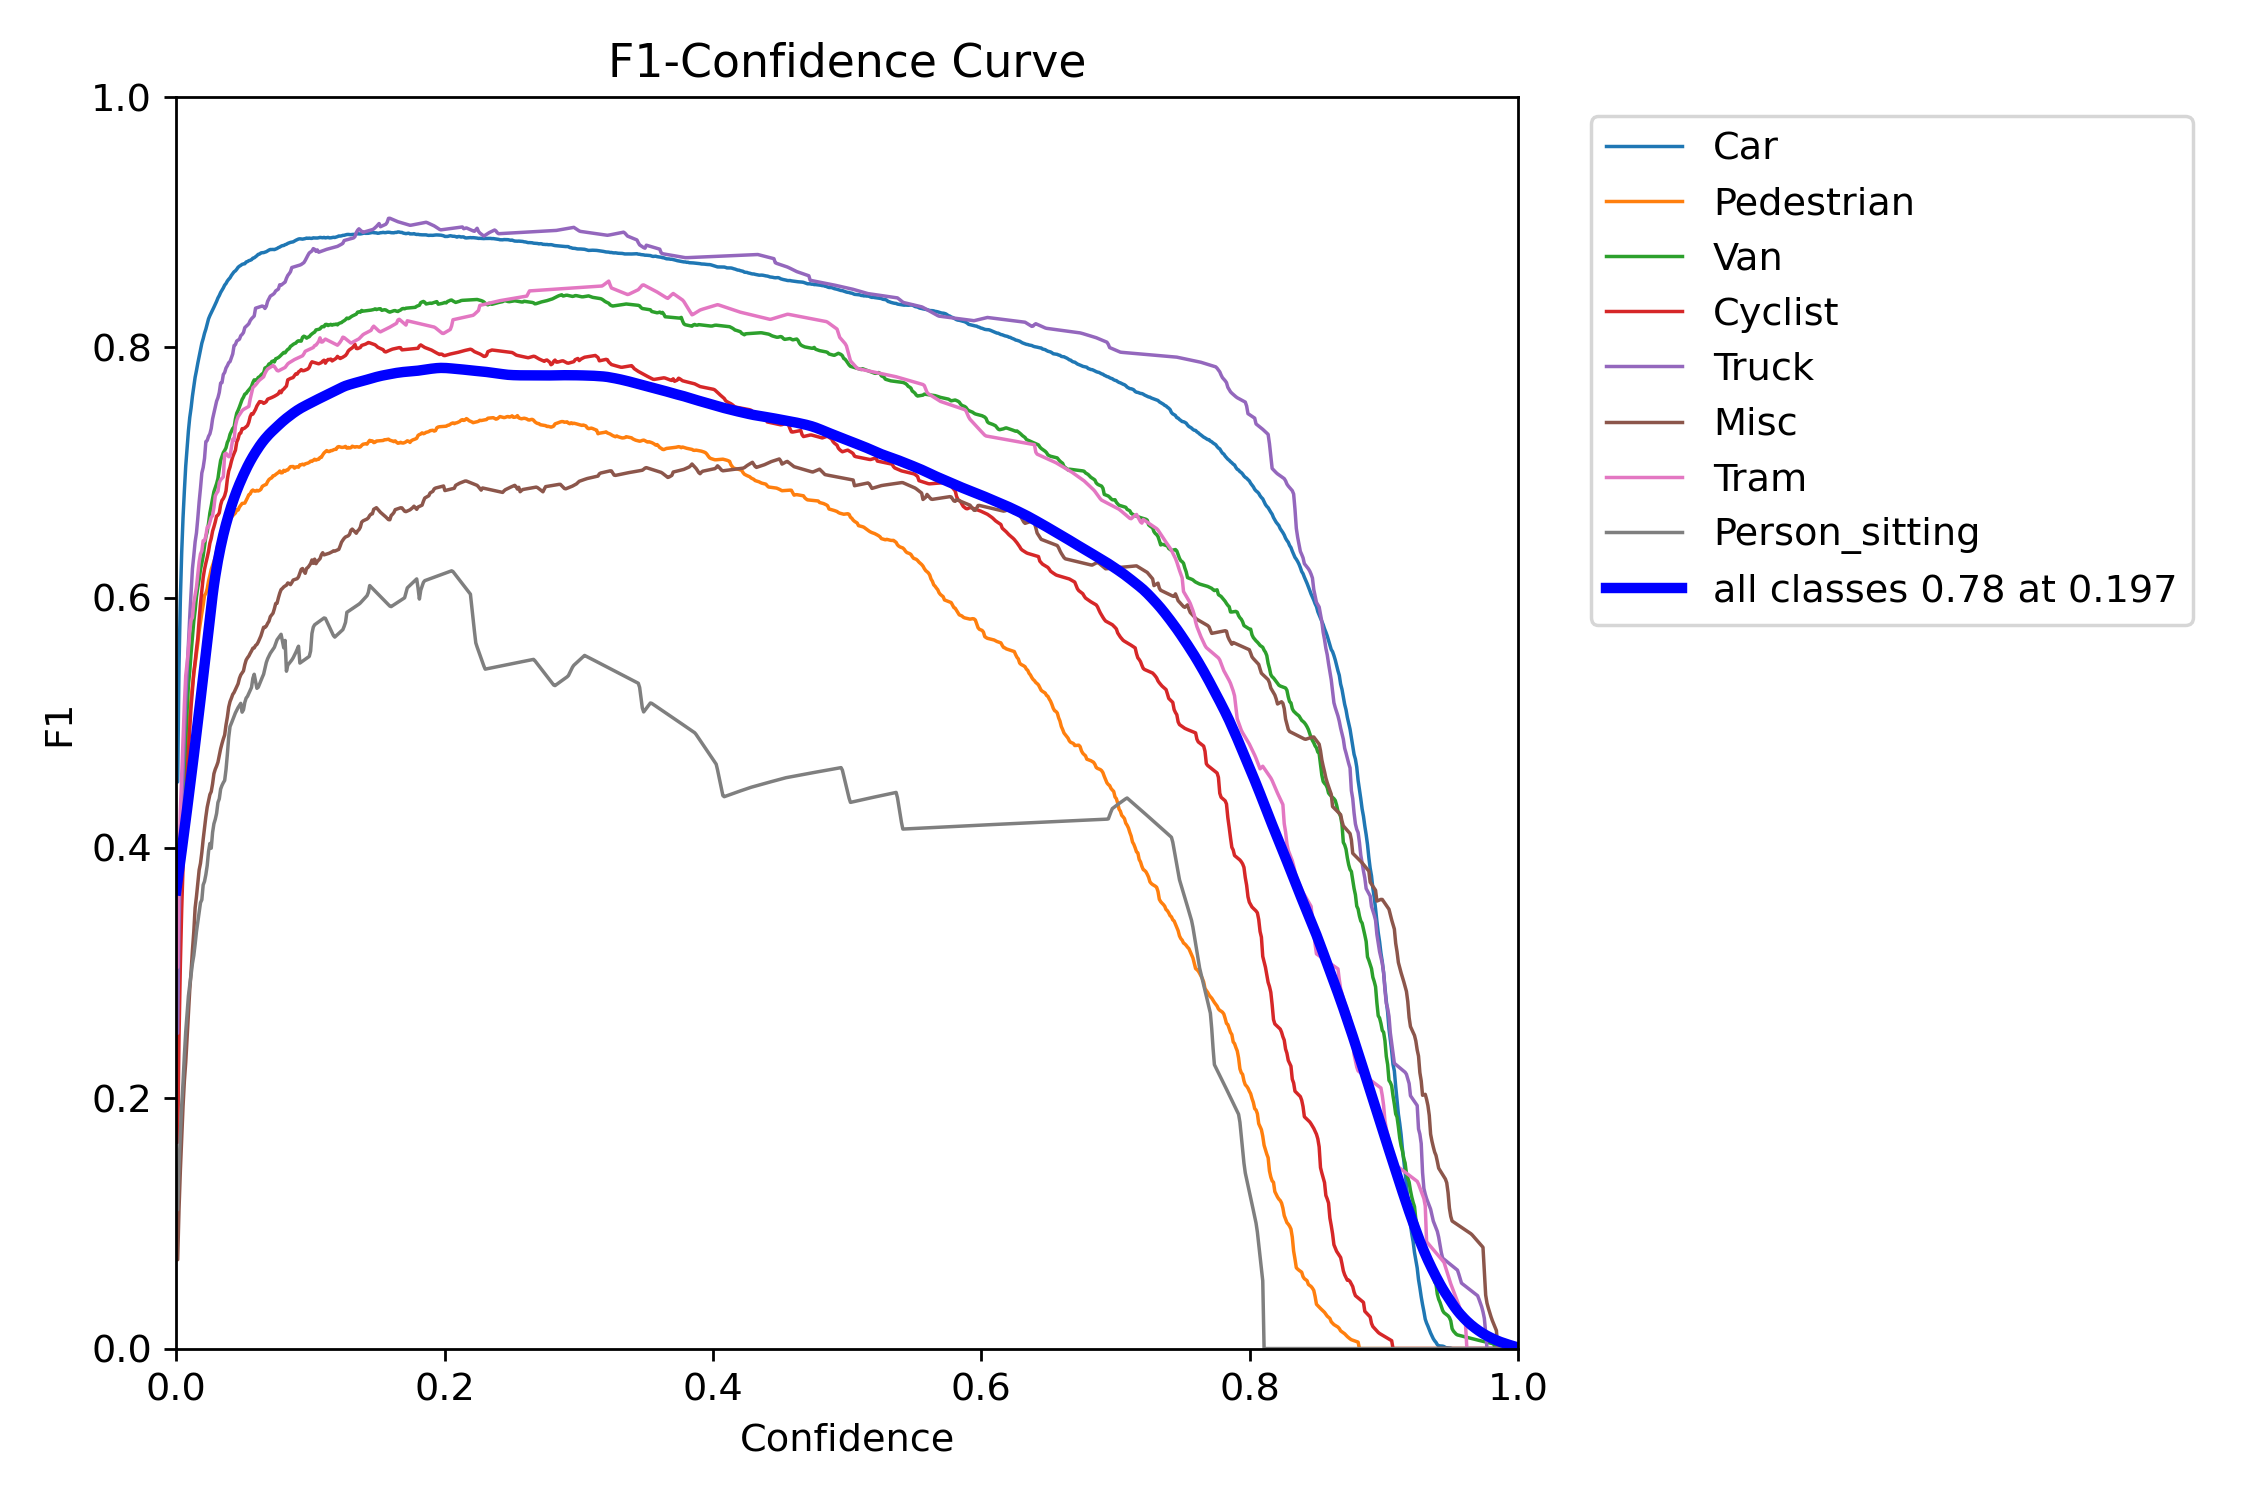 F1-Confidence Curve
1.0
0.8
0.6
0.4
0.2
0.0
F1
0.0 0.2 0.4 0.6 0.8 1.0
Confidence
Car
Pedestrian
Van
Cyclist
Truck
Misc
Tram
Person_sitting
all classes 0.78 at 0.197